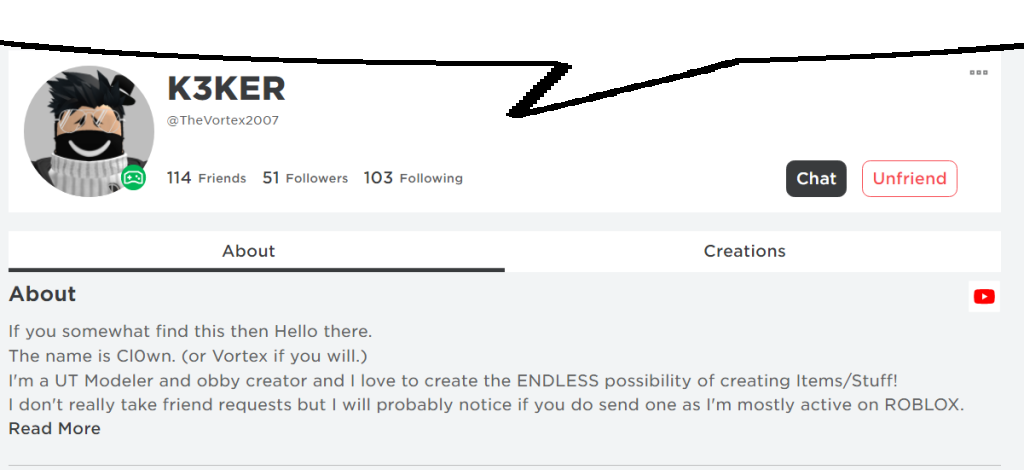 K3KER
@TheVortex2007
114 Friends 51 Followers 103 Following
Chat Unfriend
About Creations
About
If you somewhat find this then Hello there.
The name is Cl0wn. (or Vortex if you will.)
I'm a UT Modeler and obby creator and I love to create the ENDLESS possibility of creating Items/Stuff!
I don't really take friend requests but I will probably notice if you do send one as I'm mostly active on ROBLOX.
Read More